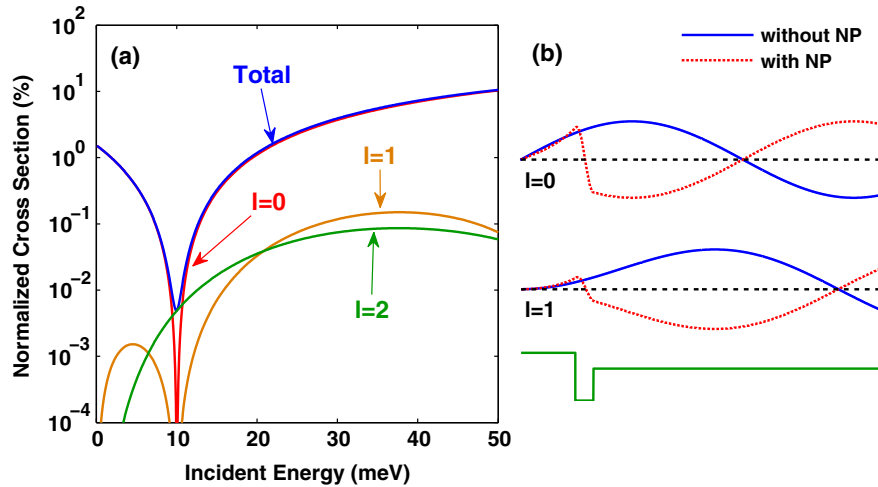 (a)
Normalized Cross Section (%)
10^2
10^1
10^0
10^-1
10^-2
10^-3
10^-4
Total
l=1
l=0
l=2
0
10
20
30
40
50
Incident Energy (meV)
(b)
without NP
with NP
l=0
l=1